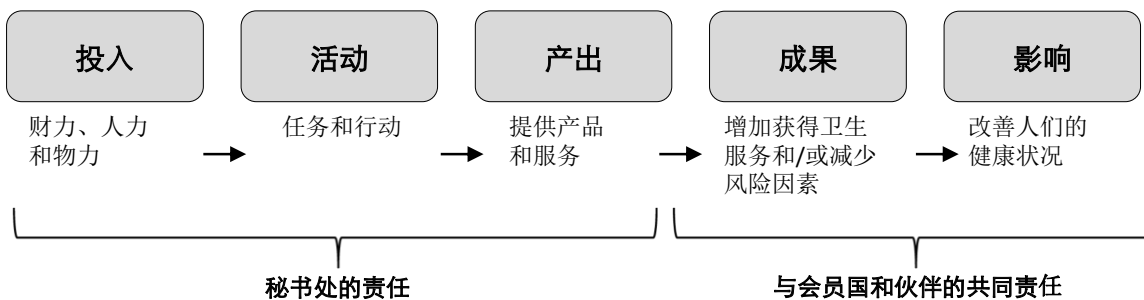 投入
活动
产出
成果
影响
财力、人力
和物力
任务和行动
提供产品
和服务
增加获得卫生
服务和/或减少
风险因素
改善人们的
健康状况
秘书处的责任
与会员国和伙伴的共同责任